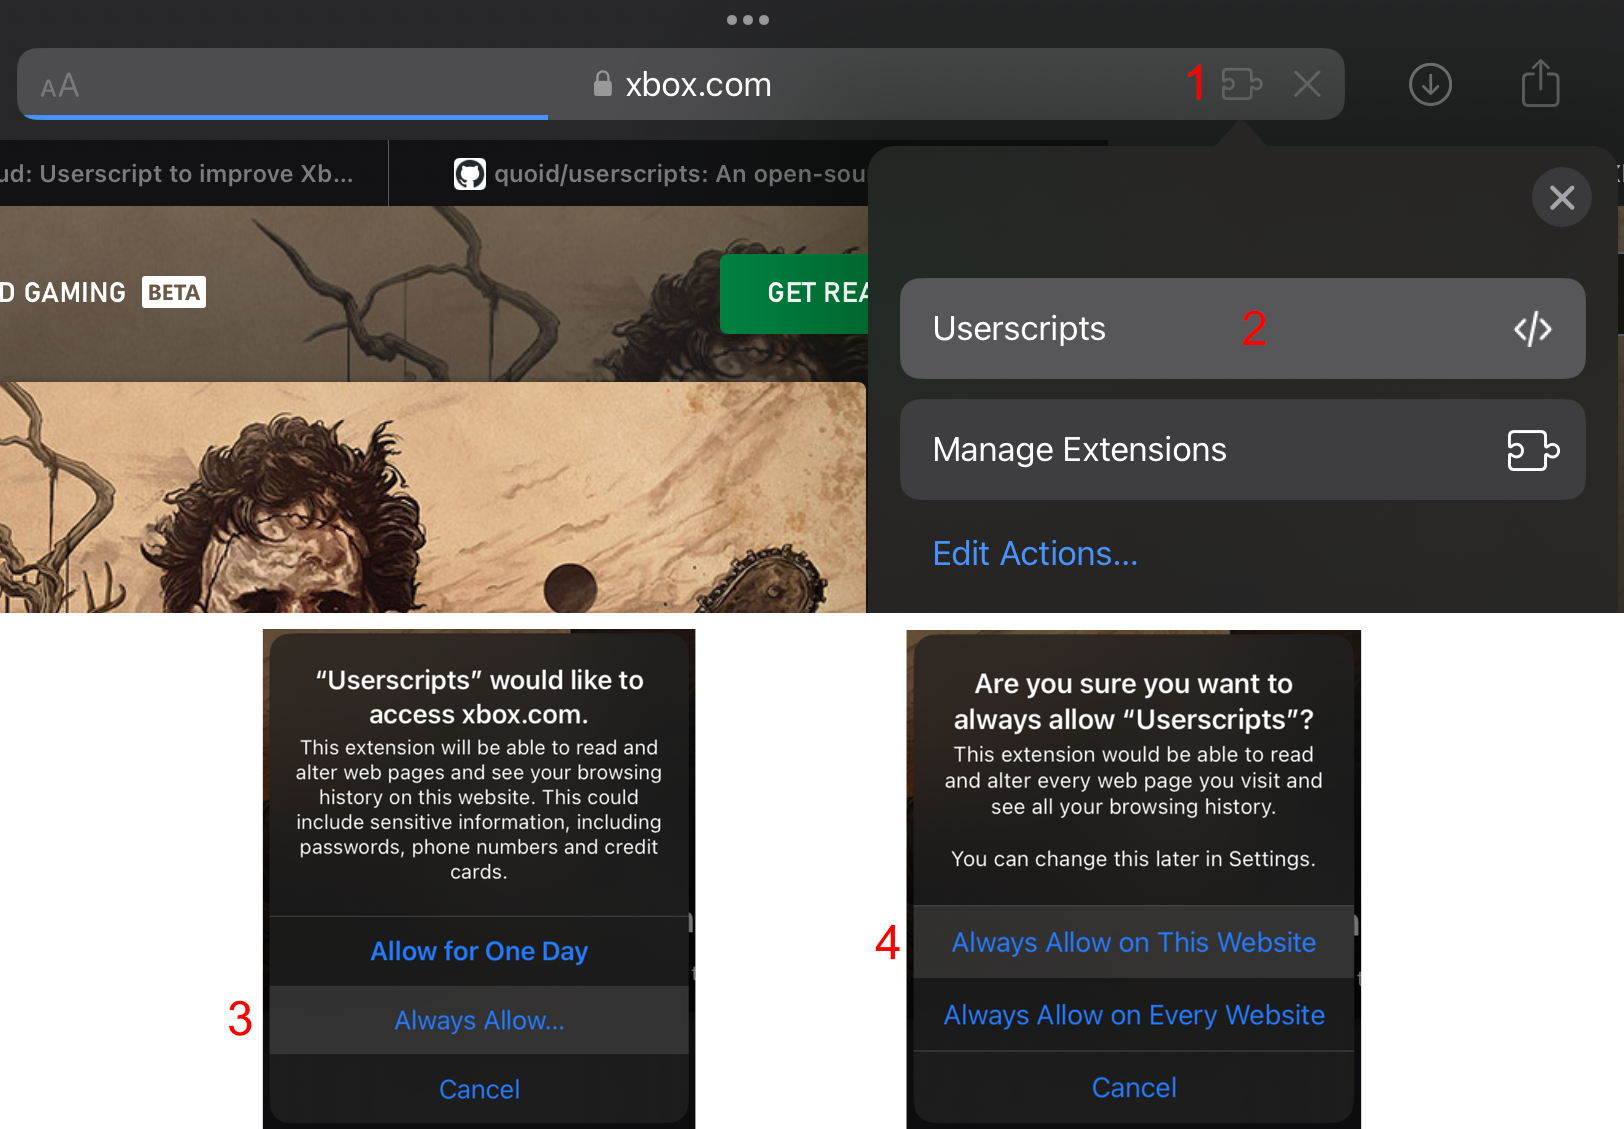 AA
xbox.com
1
ud: Userscript to improve Xb...
quoid/userscripts: An open-sou
D GAMING BETA
GET REA
Userscripts
2
</>
Manage Extensions
Edit Actions...
“Userscripts” would like to
access xbox.com.
This extension will be able to read and
alter web pages and see your browsing
history on this website. This could
include sensitive information, including
passwords, phone numbers and credit
cards.
Allow for One Day
3
Always Allow...
Cancel
Are you sure you want to
always allow “Userscripts”?
This extension would be able to read
and alter every web page you visit and
see all your browsing history.
You can change this later in Settings.
4
Always Allow on This Website
Always Allow on Every Website
Cancel